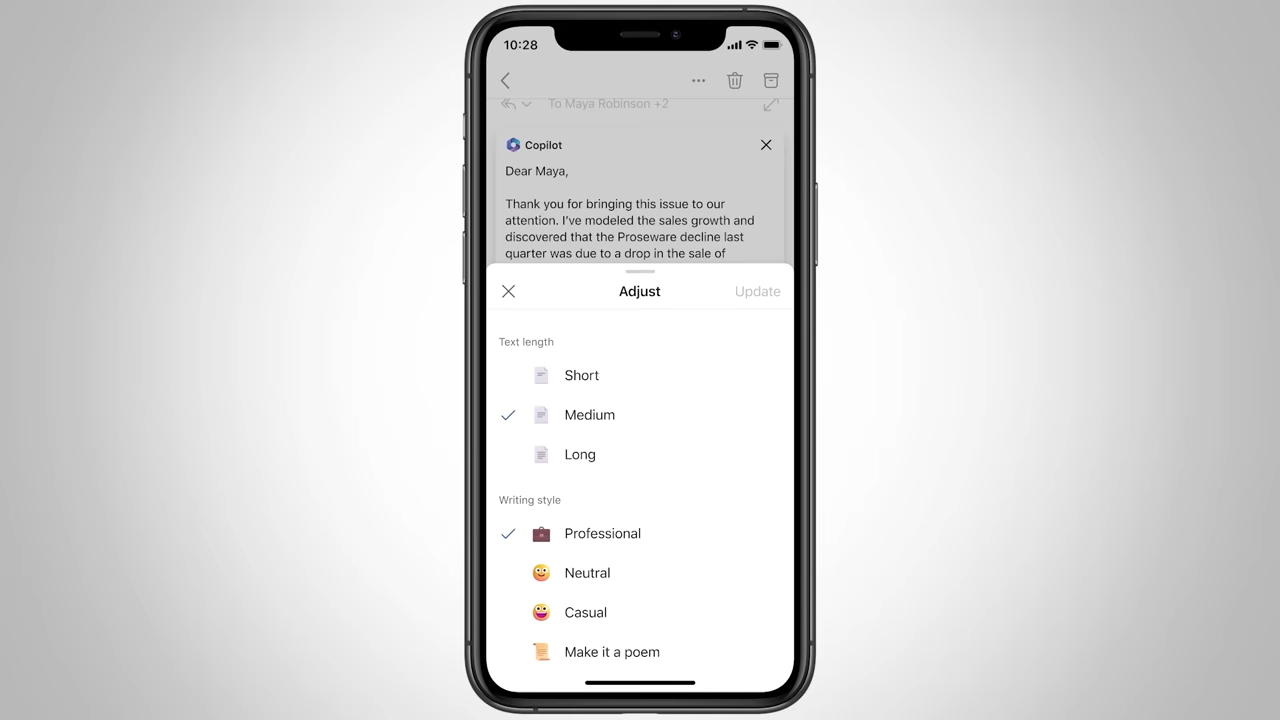 10:28
To Maya Robinson +2
Copilot
Dear Maya,
Thank you for bringing this issue to our
attention. I've modeled the sales growth and
discovered that the Proseware decline last
quarter was due to a drop in the sale of
Adjust
Update
Text length
Short
Medium
Long
Writing style
Professional
Neutral
Casual
Make it a poem